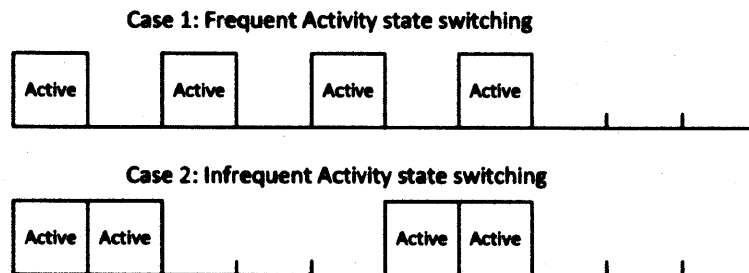 Case 1: Frequent Activity state switching
Active Active Active Active
Case 2: Infrequent Activity state switching
Active Active Active Active